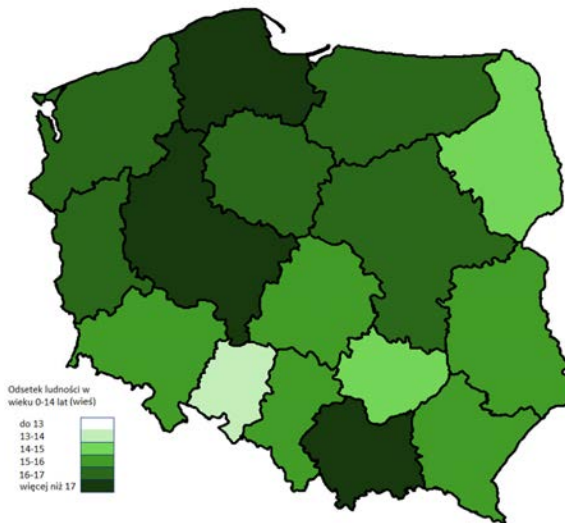 Odsetek ludności w
wieku 0-14 lat (wieś)
do 13
13-14
14-15
15-16
16-17
więcej niż 17